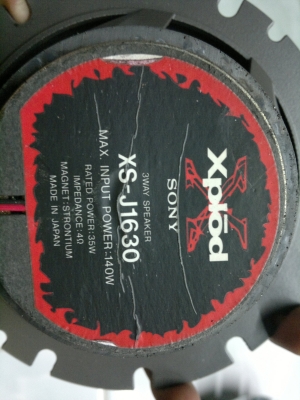 Xplōd
SONY
3WAY SPEAKER
XS-J1630
MAX. INPUT POWER:140W
RATED POWER:35W
IMPEDANCE:4Ω
MAGNET:STRONTIUM
MADE IN JAPAN